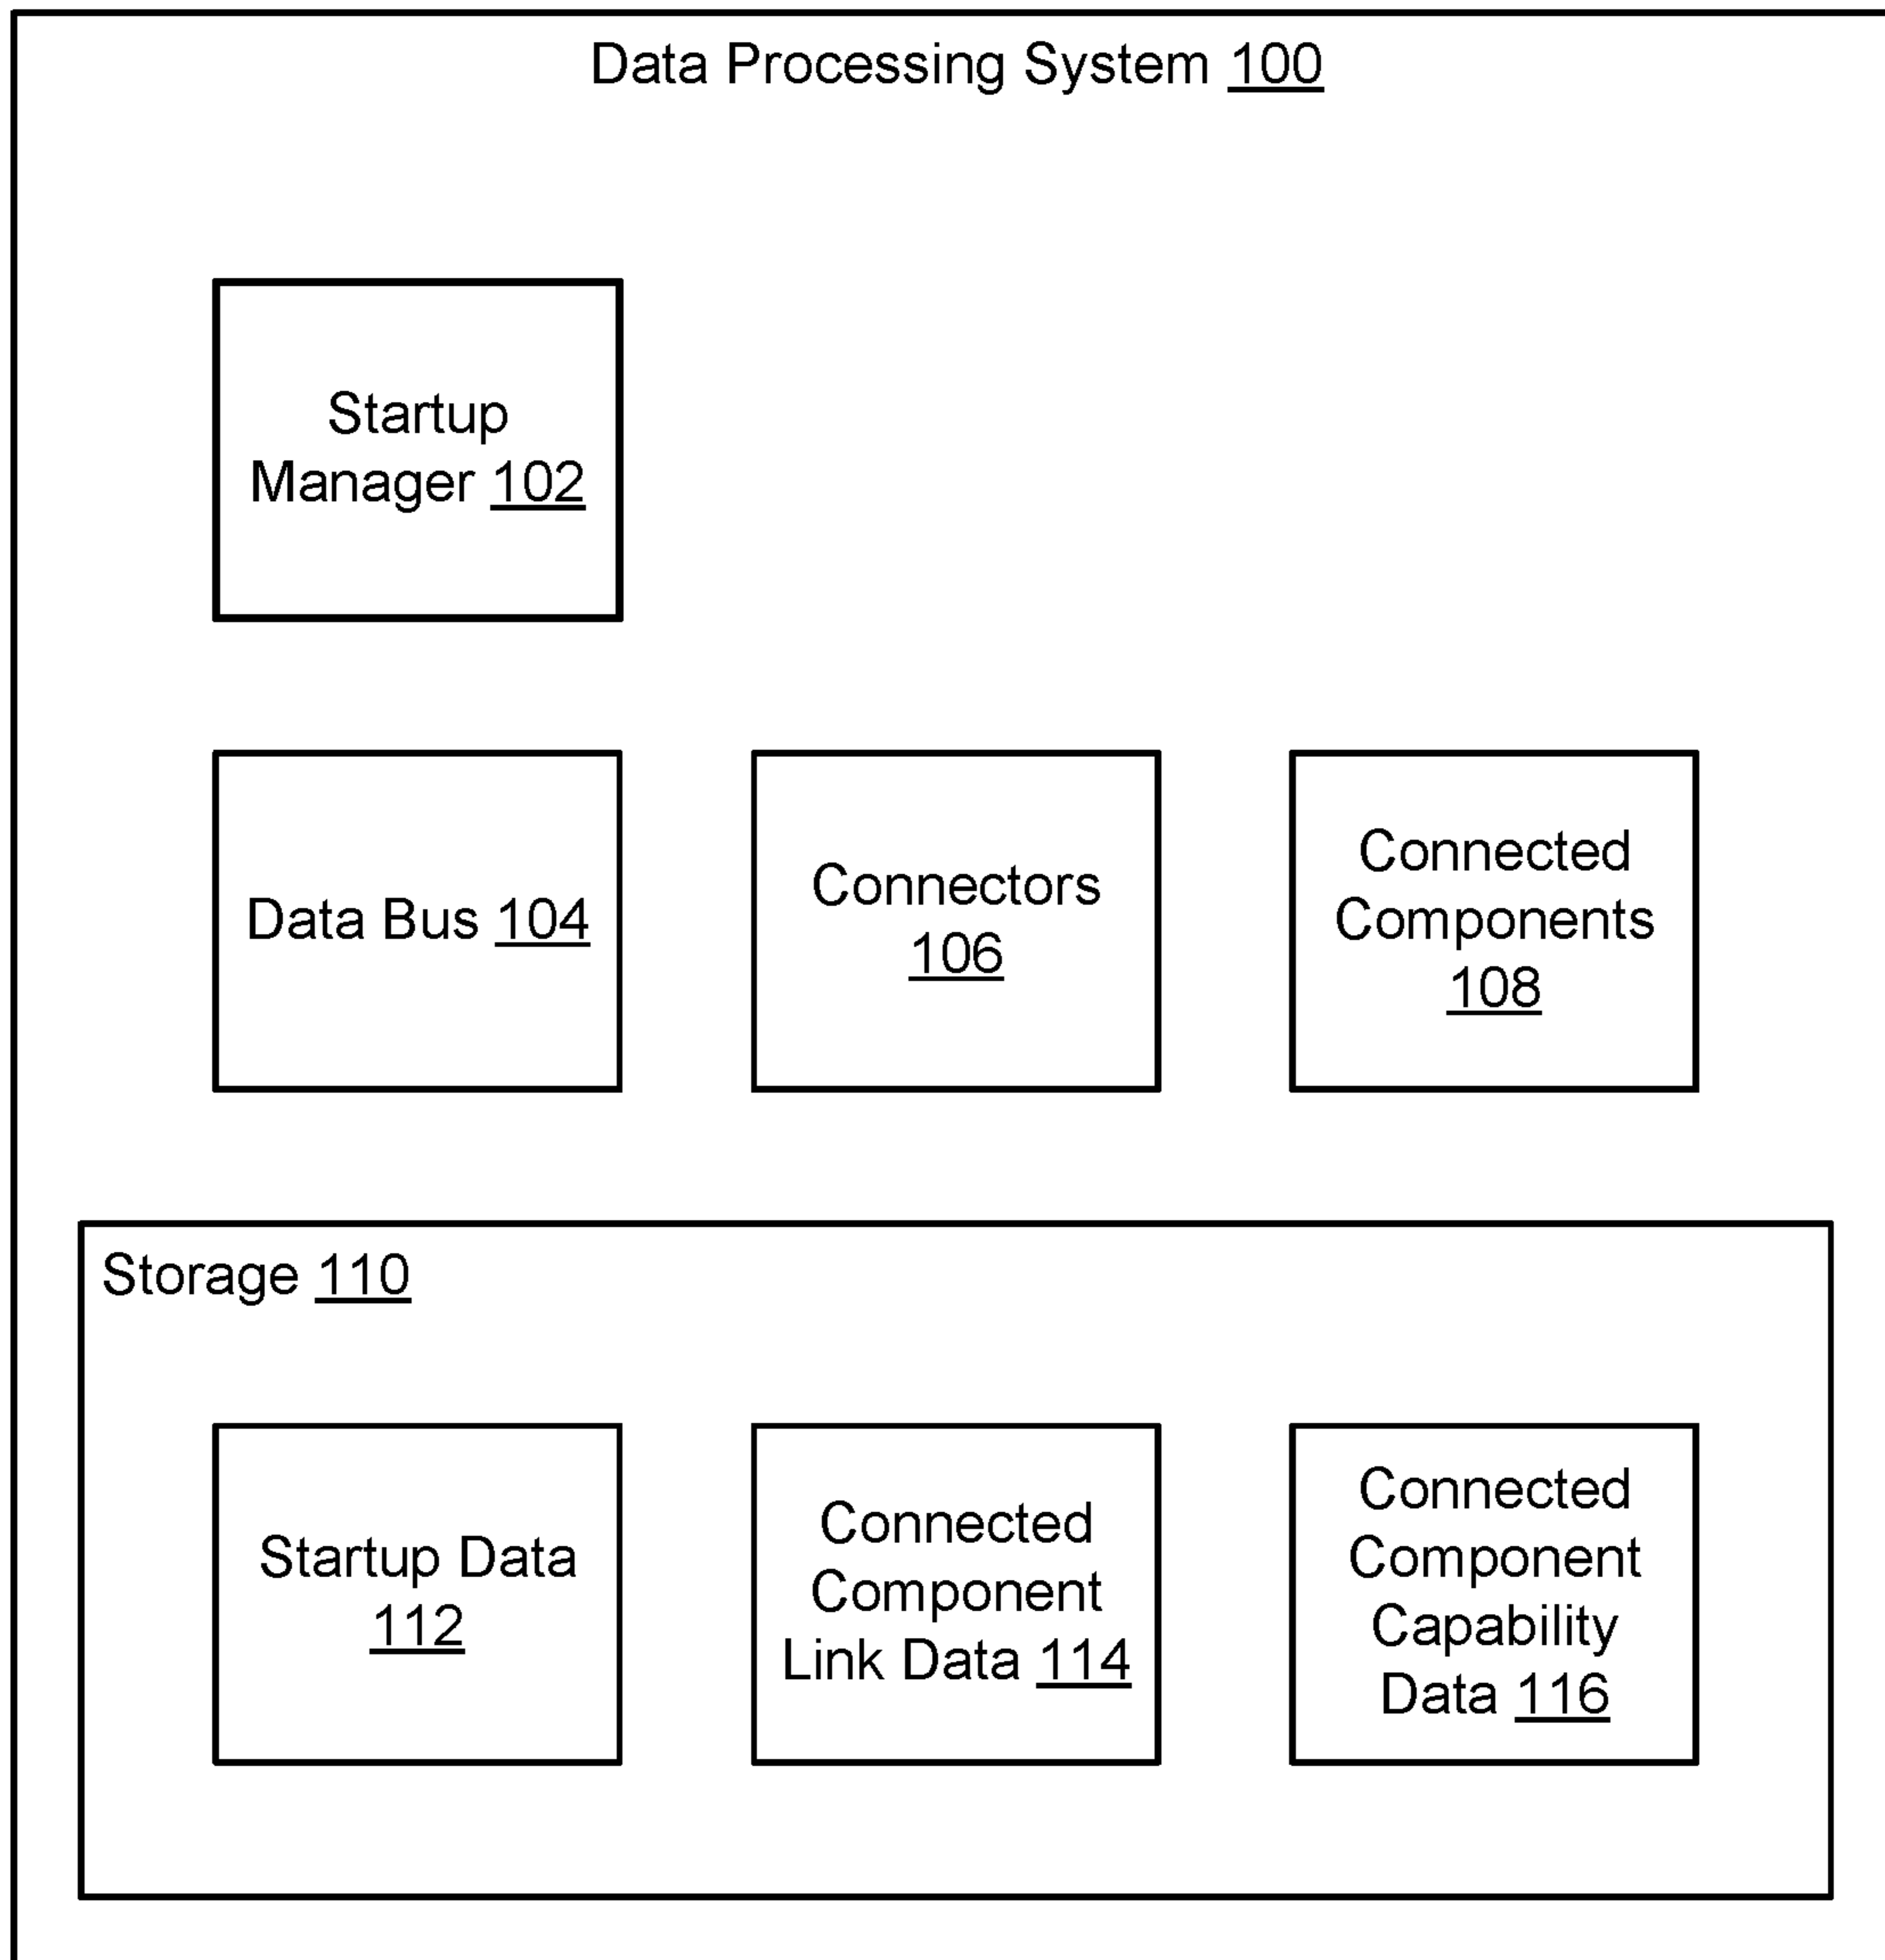 Data Processing System 100
Startup
Manager 102
Data Bus 104
Connectors
106
Connected
Components
108
Storage 110
Startup Data
112
Connected
Component
Link Data 114
Connected
Component
Capability
Data 116